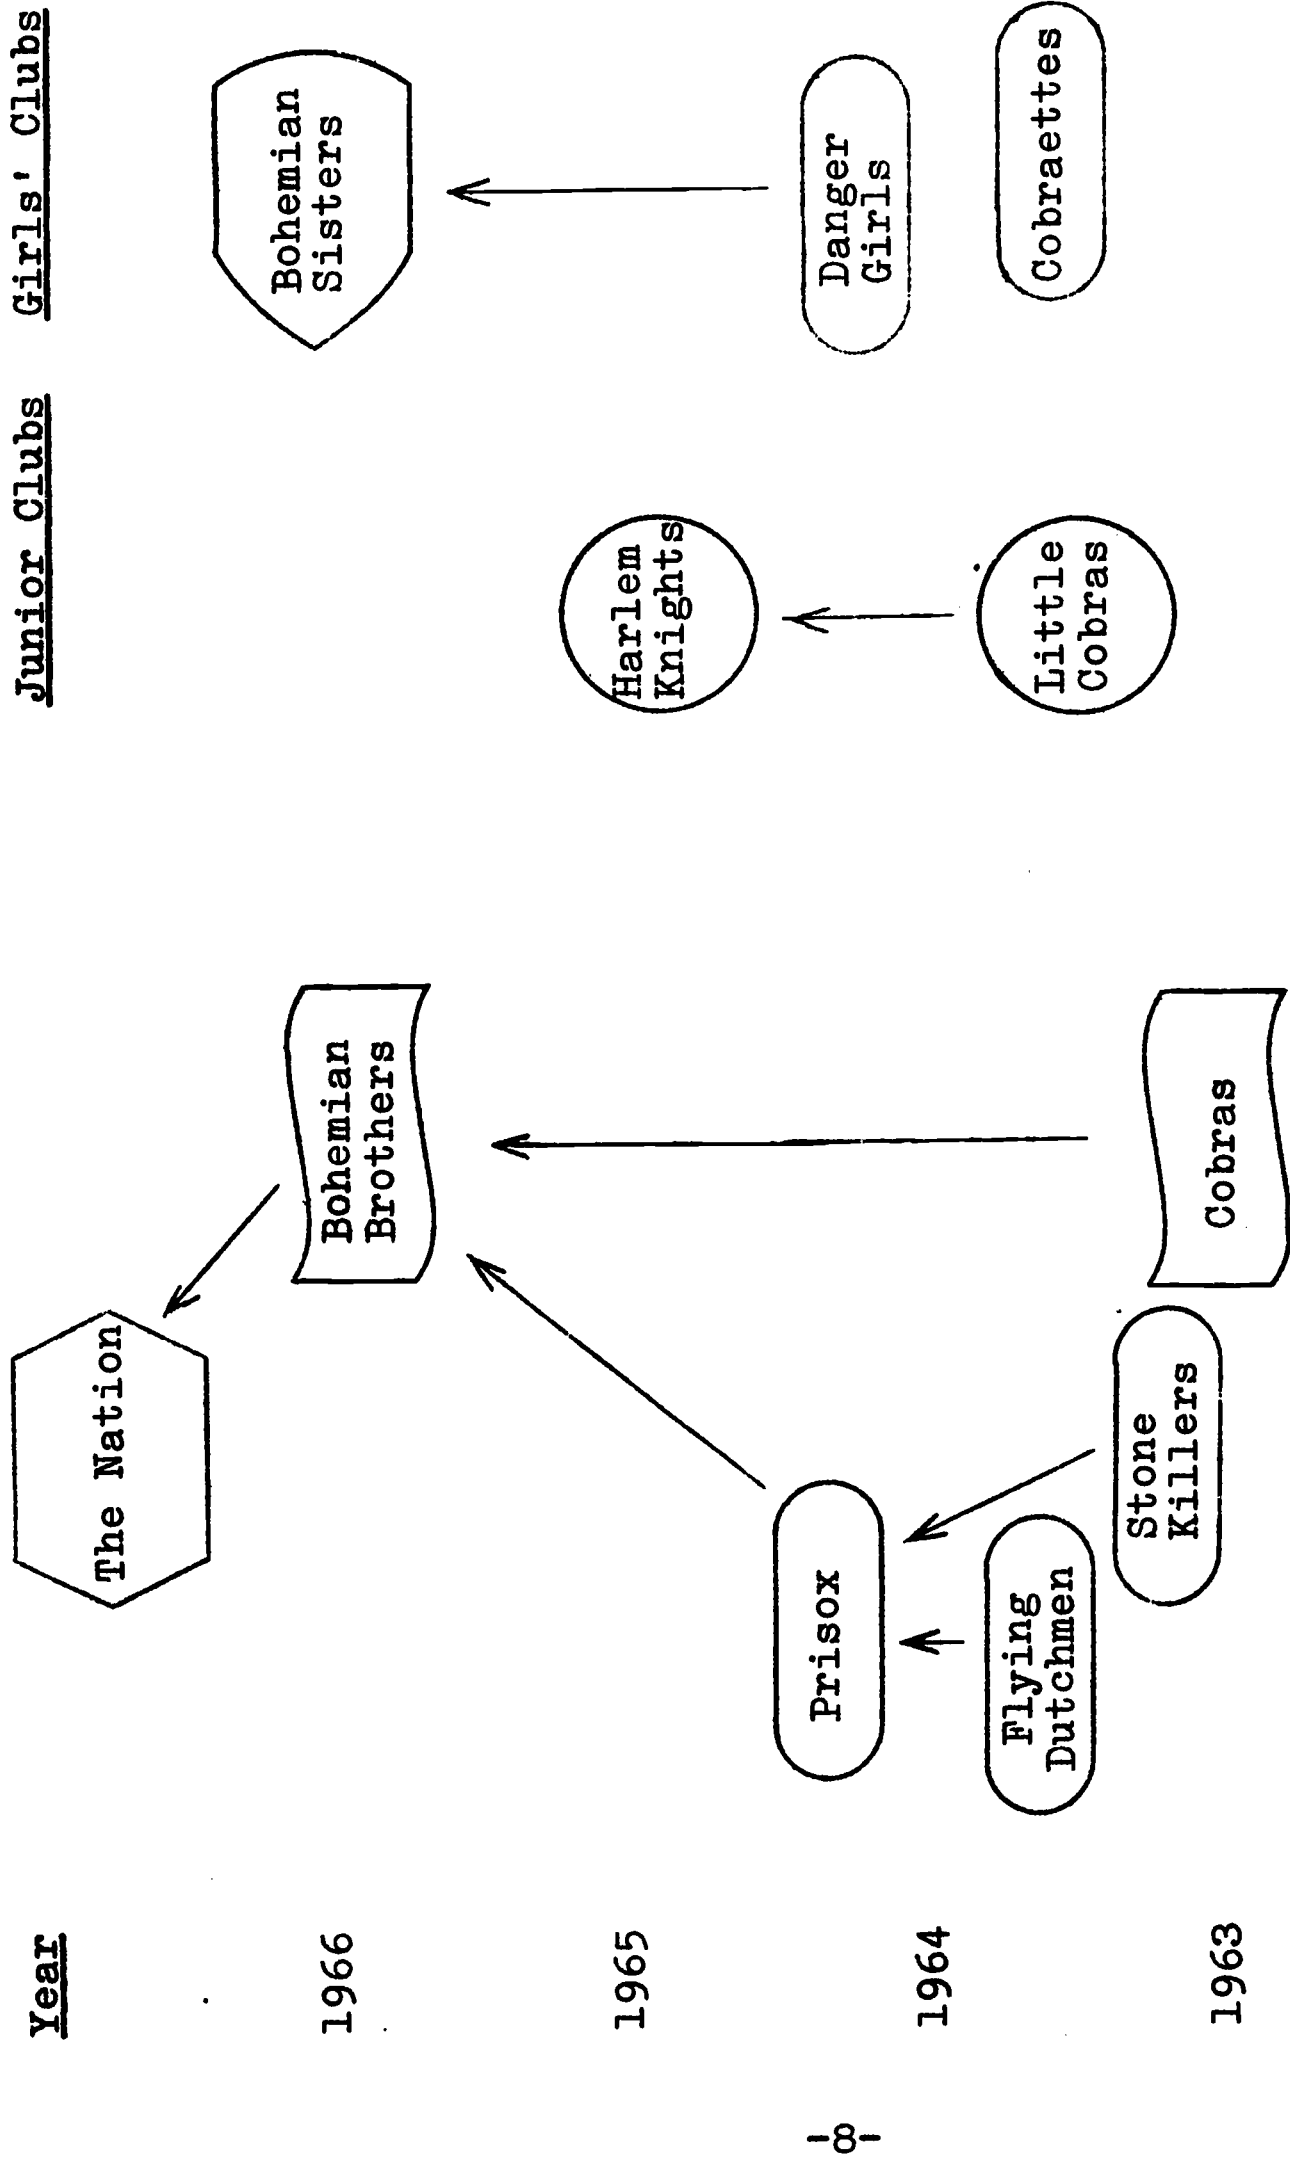 Year
Junior Clubs
Girls' Clubs
The Nation
1966
Bohemian
Brothers
Bohemian
Sisters
1965
Harlem
Knights
Prisox
Danger
Girls
1964
Flying
Dutchmen
Little
Cobras
Cobraettes
Stone
Killers
1963
Cobras
-8-